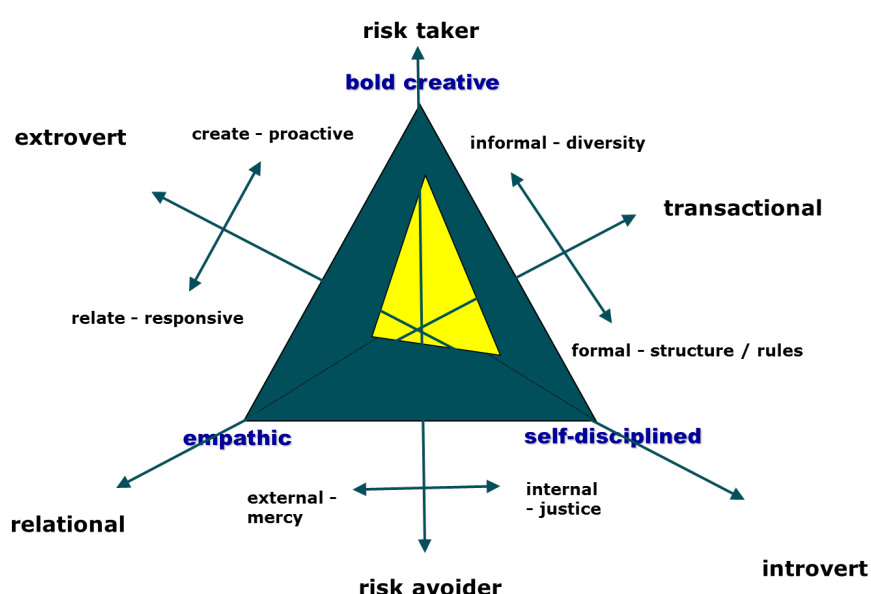 risk taker
bold creative
extrovert
create - proactive
informal - diversity
transactional
relate - responsive
formal - structure / rules
empathic
self-disciplined
external -
mercy
internal
- justice
relational
introvert
risk avoider